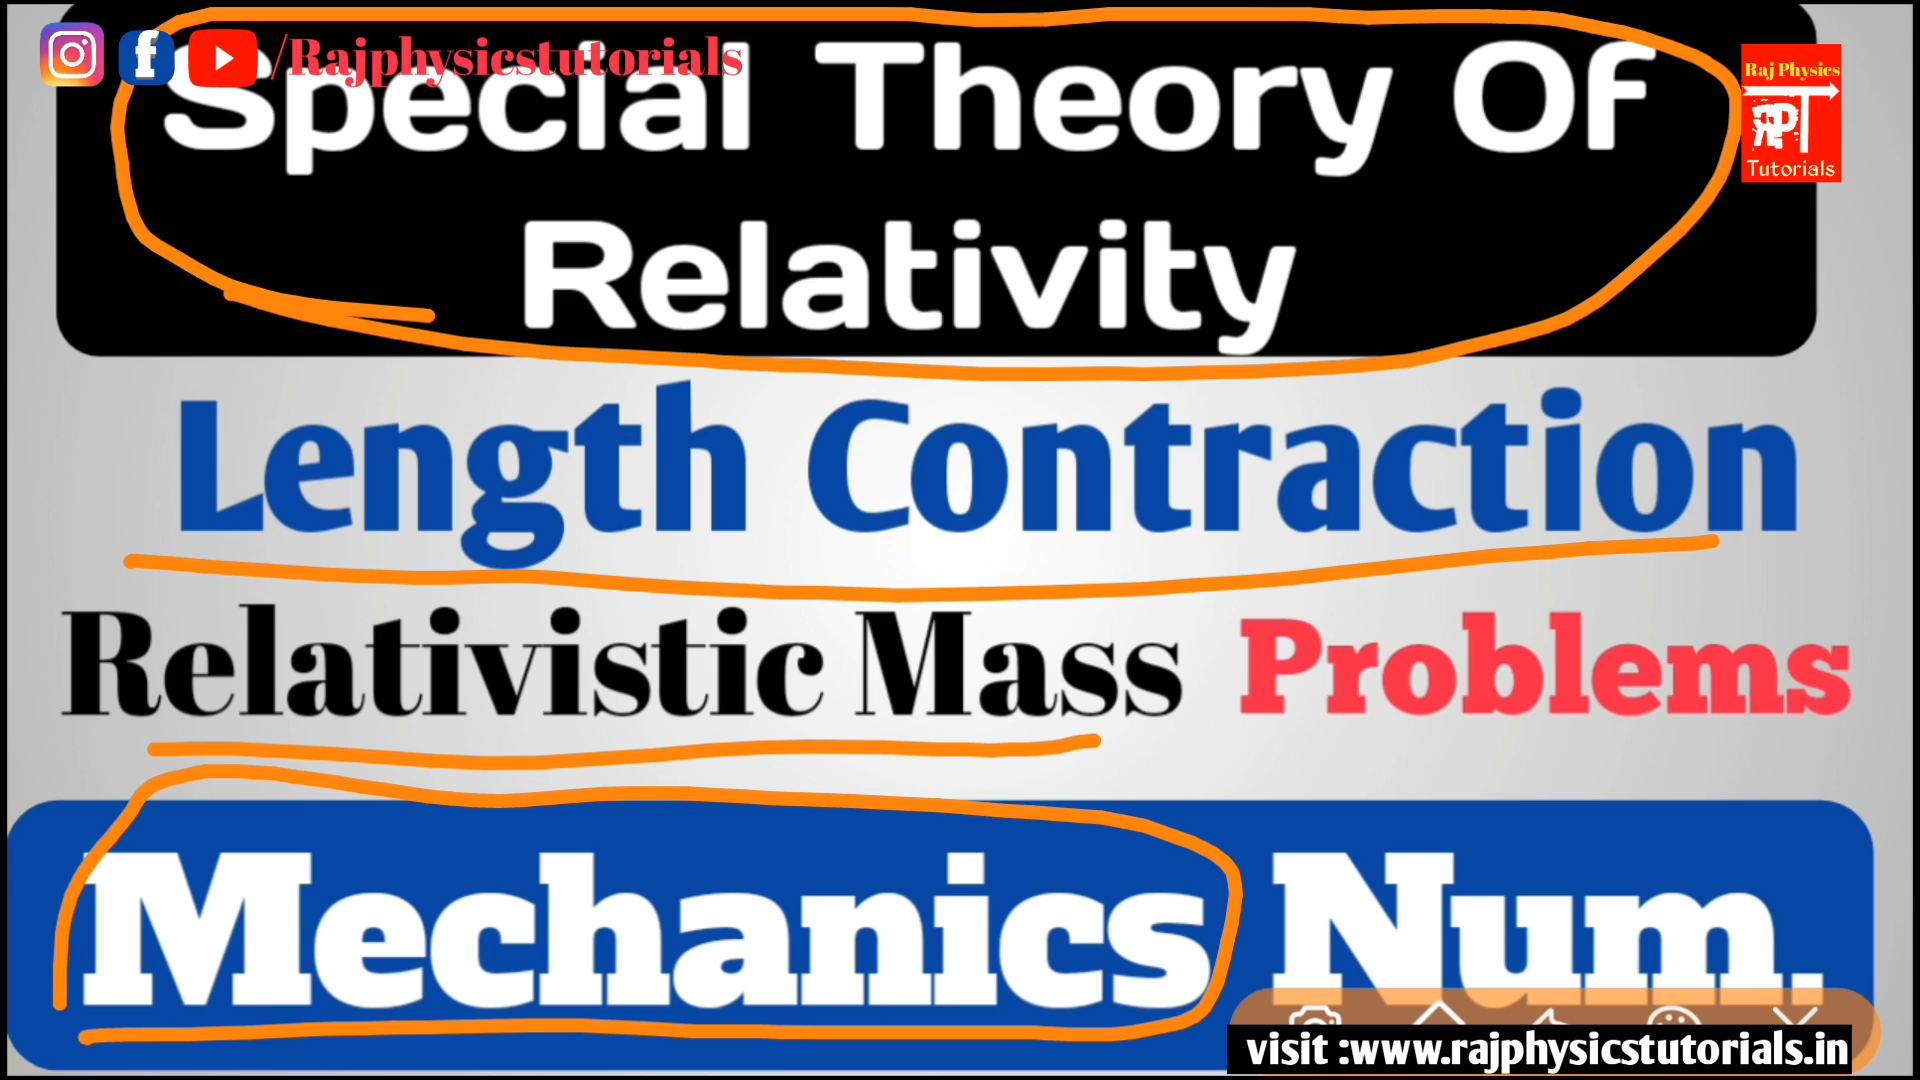 /Rajphysicstutorials
Special Theory Of
Relativity
Raj Physics
RPT
Tutorials
Length Contraction
Relativistic Mass Problems
Mechanics Num.
visit :www.rajphysicstutorials.in